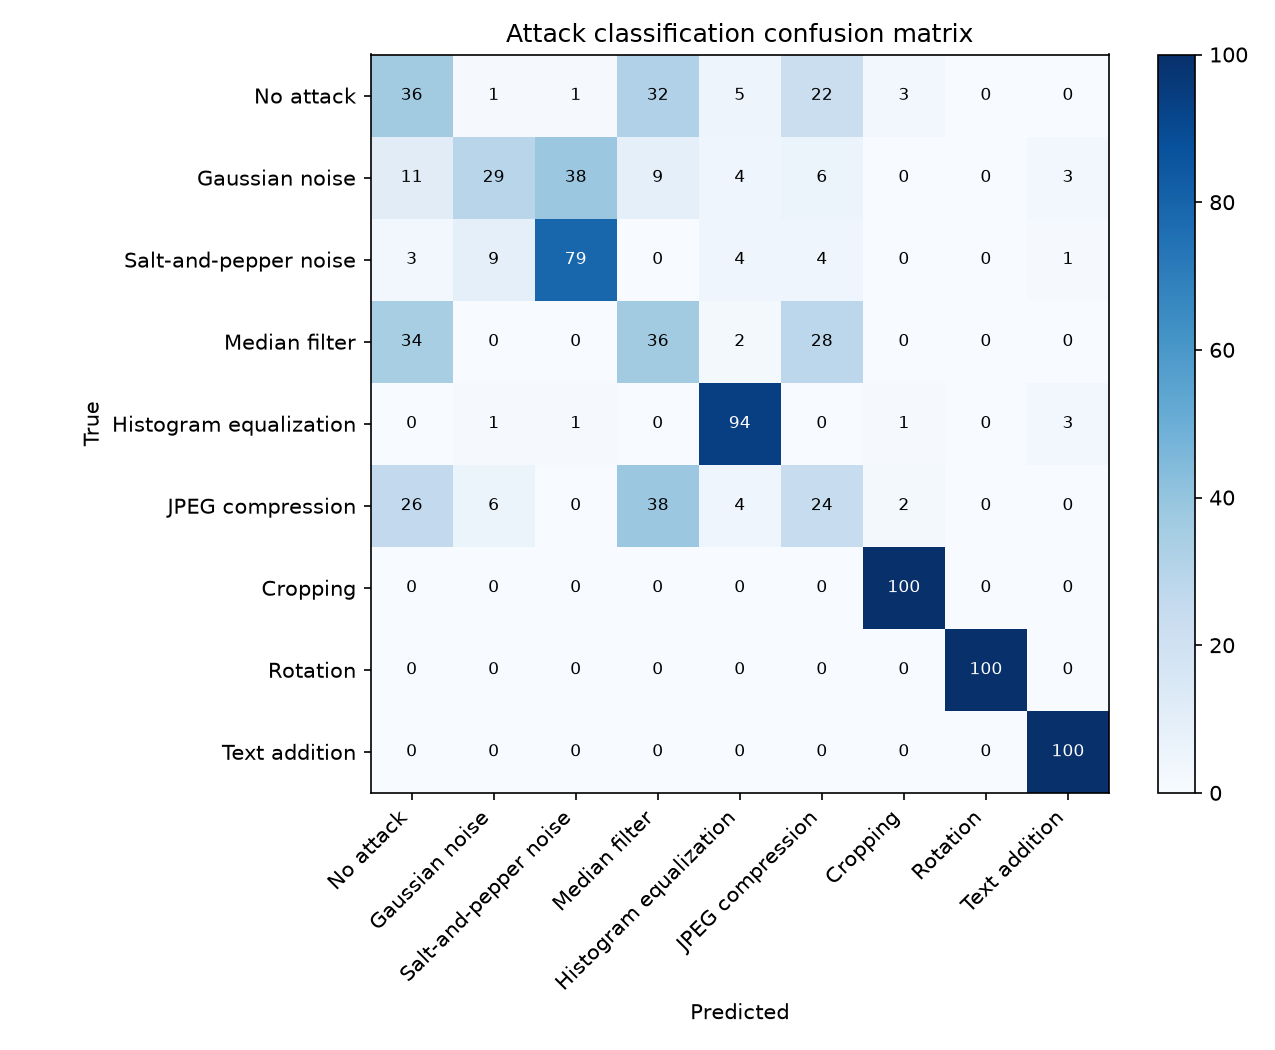 Attack classification confusion matrix
No attack 36 1 1 32 5 22 3 0 0
Gaussian noise 11 29 38 9 4 6 0 0 3
Salt-and-pepper noise 3 9 79 0 4 4 0 0 1
Median filter 34 0 0 36 2 28 0 0 0
Histogram equalization 0 1 1 0 94 0 1 0 3
JPEG compression 26 6 0 38 4 24 2 0 0
Cropping 0 0 0 0 0 0 100 0 0
Rotation 0 0 0 0 0 0 0 100 0
Text addition 0 0 0 0 0 0 0 0 100
True
No attack
Gaussian noise
Salt-and-pepper noise
Median filter
Histogram equalization
JPEG compression
Cropping
Rotation
Text addition
Predicted
100
80
60
40
20
0